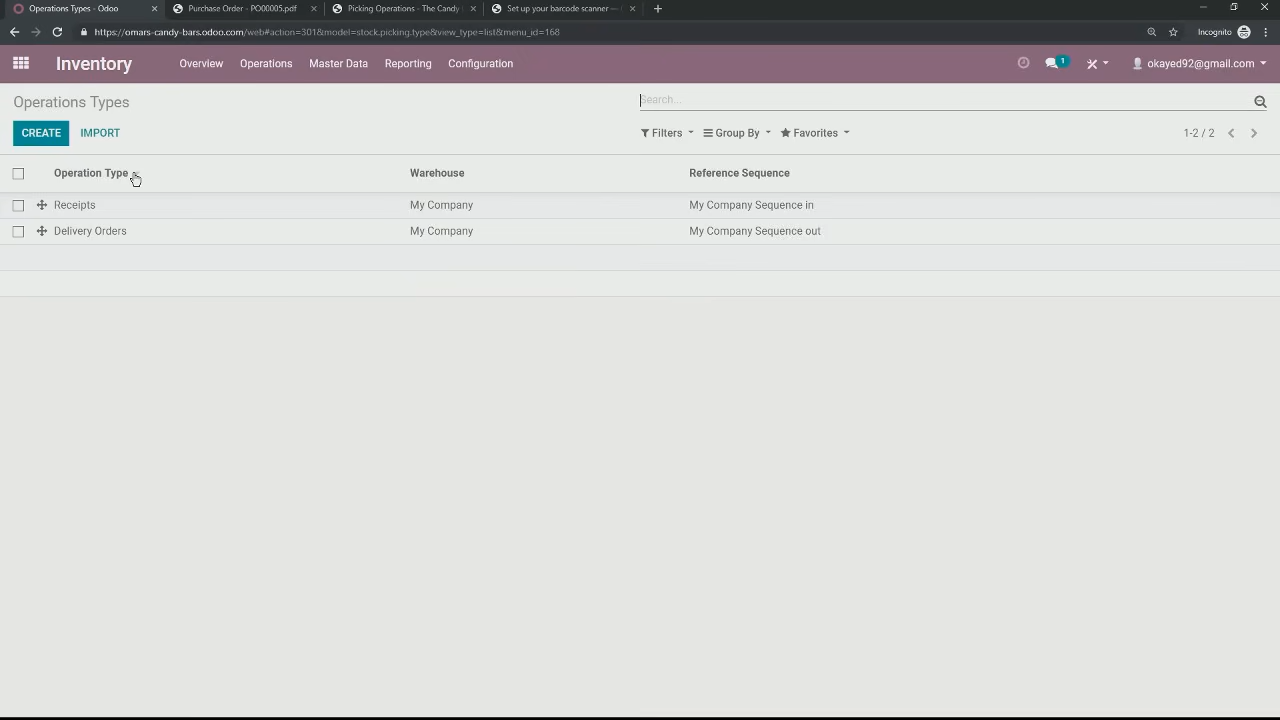 Operations Types - Odoo
Purchase Order - PO00005.pdf
Picking Operations - The Candy
Set up your barcode scanner —
https://omars-candy-bars.odoo.com/web#action=301&model=stock.picking.type&view_type=list&menu_id=168
Incognito
Inventory
Overview
Operations
Master Data
Reporting
Configuration
1
okayed92@gmail.com
Operations Types
Search...
CREATE
IMPORT
Filters
Group By
Favorites
1-2 / 2
Operation Type
Warehouse
Reference Sequence
Receipts
My Company
My Company Sequence in
Delivery Orders
My Company
My Company Sequence out